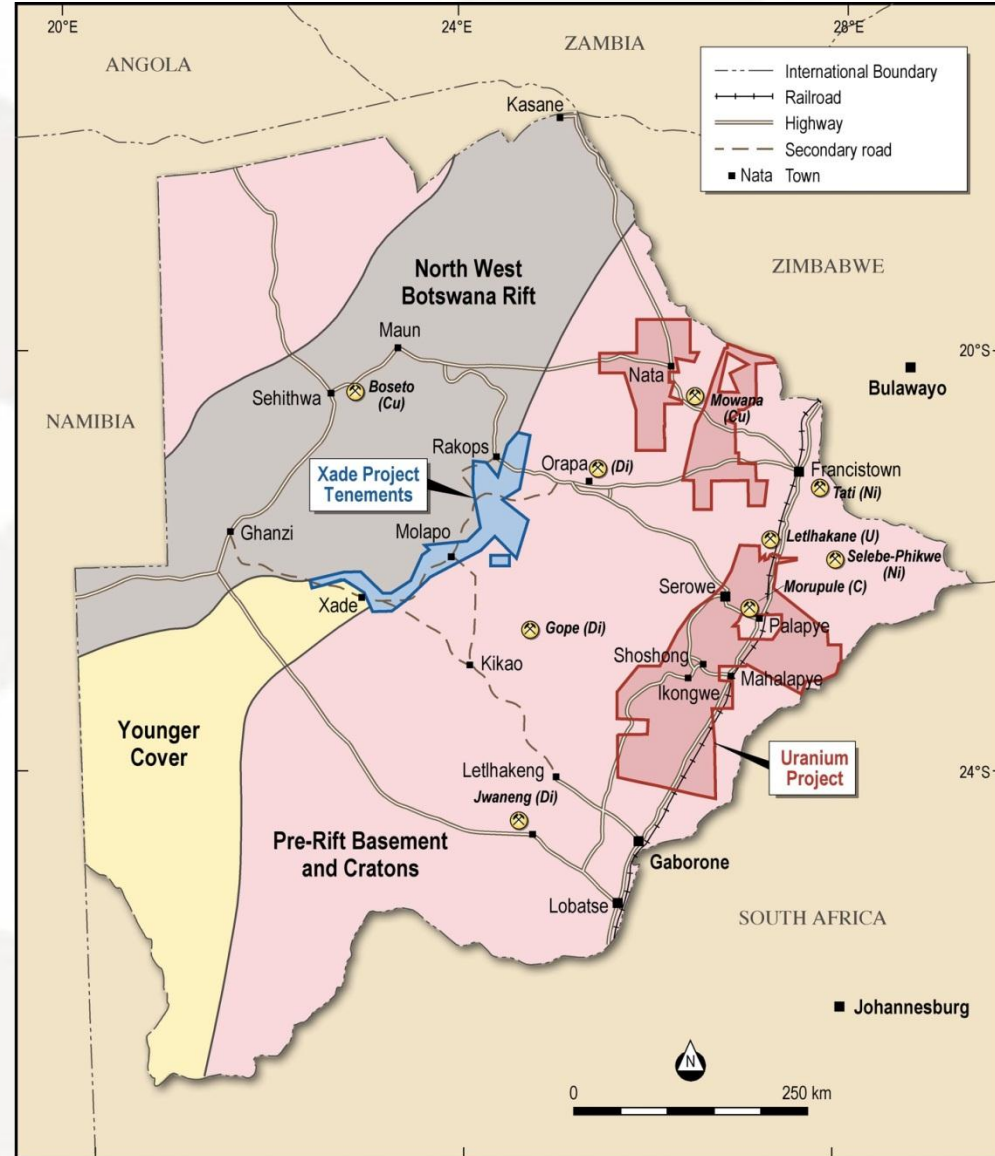 20°E
24°E
28°E
ANGOLA
ZAMBIA
International Boundary
Railroad
Highway
Secondary road
Nata Town
Kasane
ZIMBABWE
North West
Botswana Rift
Maun
20°S
Nata
Bulawayo
Sehithwa
Boseto
(Cu)
Mowana
(Cu)
NAMIBIA
Rakops
Orapa
(Di)
Francistown
Xade Project
Tenements
Tati (Ni)
Ghanzi
Molapo
Letlhakane (U)
Selebe-Phikwe
(Ni)
Morupule (C)
Serowe
Xade
Palapye
Gope (Di)
Shoshong
Kikao
Mahalapye
Ikongwe
Younger
Cover
Uranium
Project
Letlhakeng
24°S
Jwaneng (Di)
Pre-Rift Basement
and Cratons
Gaborone
Lobatse
SOUTH AFRICA
Johannesburg
N
0
250 km